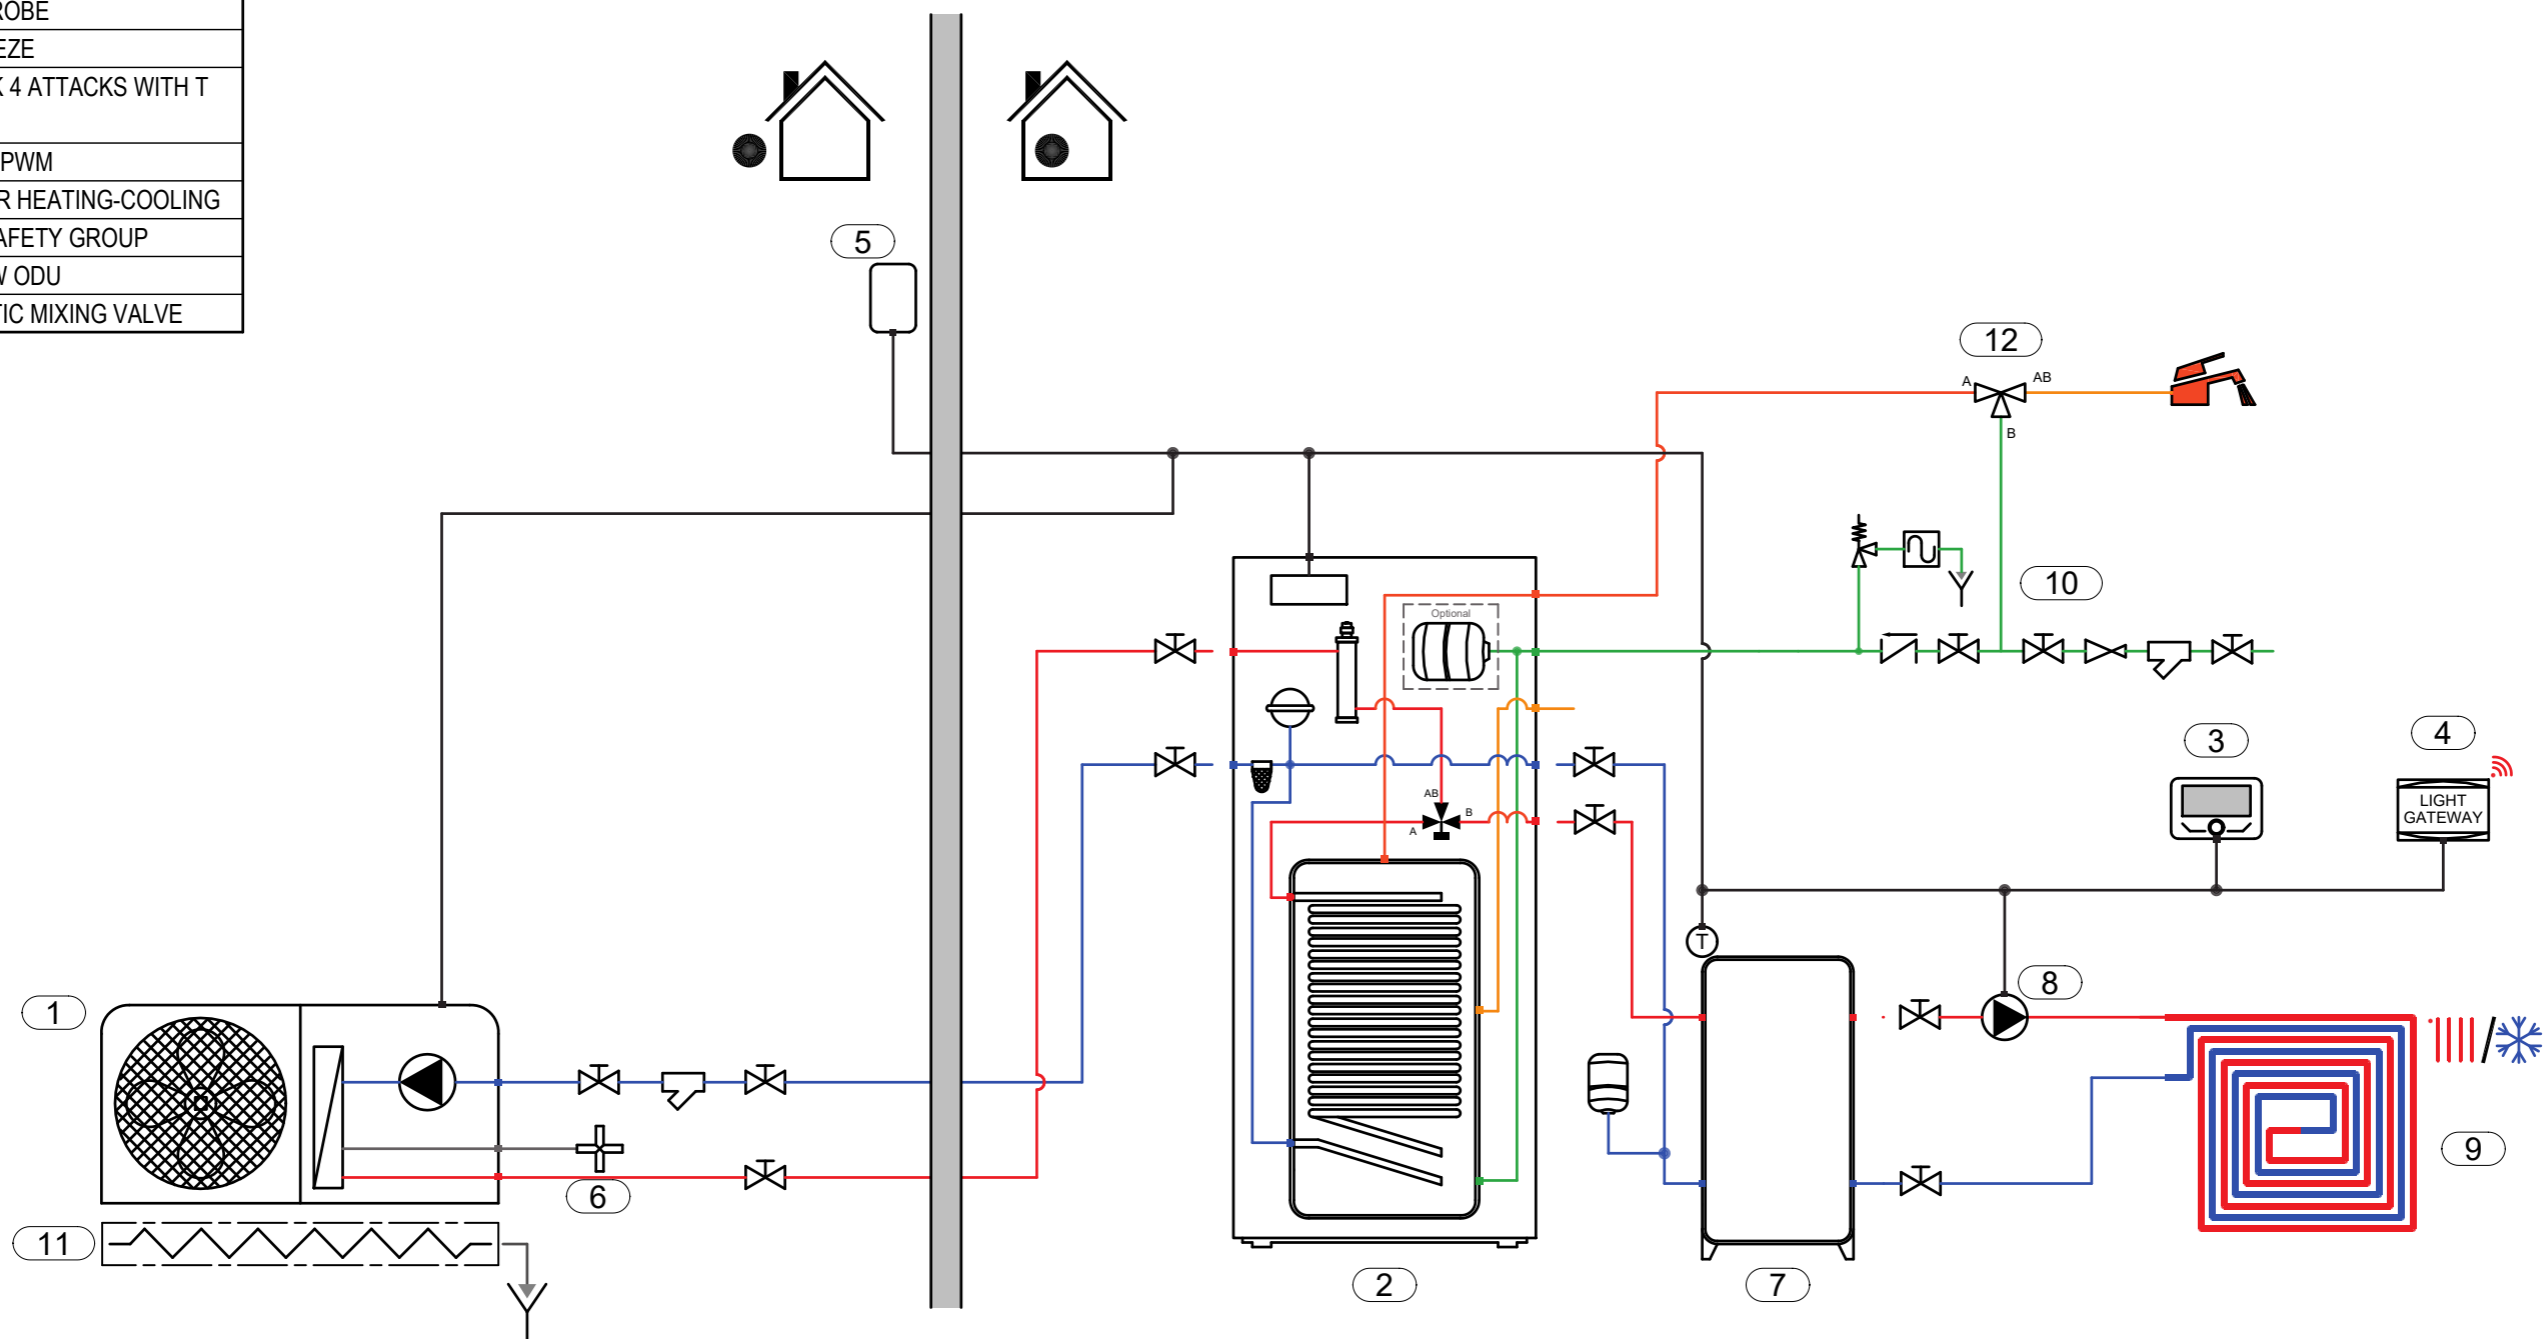 ROBE
EZE
K 4 ATTACKS WITH T
PWM
R HEATING-COOLING
AFETY GROUP
W ODU
TIC MIXING VALVE
5
12
A
AB
B
10
Optional
3
4
LIGHT
GATEWAY
AB
B
A
T
1
8
6
9
11
2
7